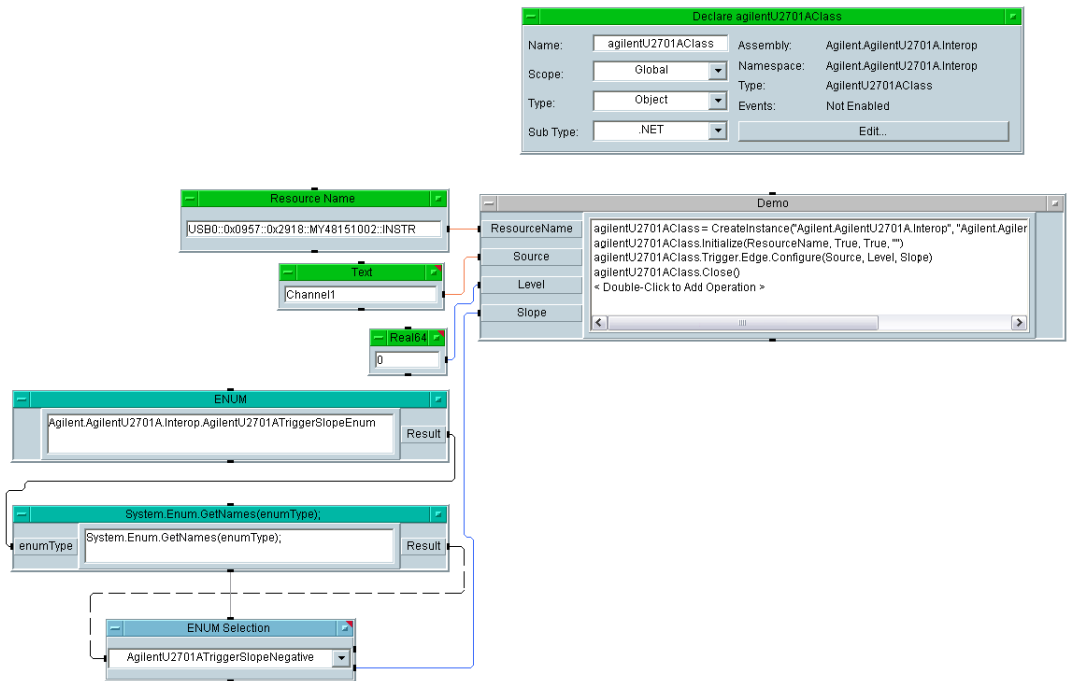 Declare agilentU2701AClass
Name: agilentU2701AClass Assembly: Agilent.AgilentU2701A.Interop
Scope: Global Namespace: Agilent.AgilentU2701A.Interop
Type: AgilentU2701AClass
Type: Object Events: Not Enabled
Sub Type: .NET Edit...
Resource Name
USB0::0x0957::0x2918::MY48151002::INSTR
Text
Channel1
Real64
0
Demo
ResourceName
Source
Level
Slope
agilentU2701AClass = CreateInstance("Agilent.AgilentU2701A.Interop", "Agilent.Agiler
agilentU2701AClass.Initialize(ResourceName, True, True, "")
agilentU2701AClass.Trigger.Edge.Configure(Source, Level, Slope)
agilentU2701AClass.Close()
< Double-Click to Add Operation >
ENUM
Agilent.AgilentU2701A.Interop.AgilentU2701ATriggerSlopeEnum
Result
System.Enum.GetNames(enumType);
enumType
System.Enum.GetNames(enumType);
Result
ENUM Selection
AgilentU2701ATriggerSlopeNegative